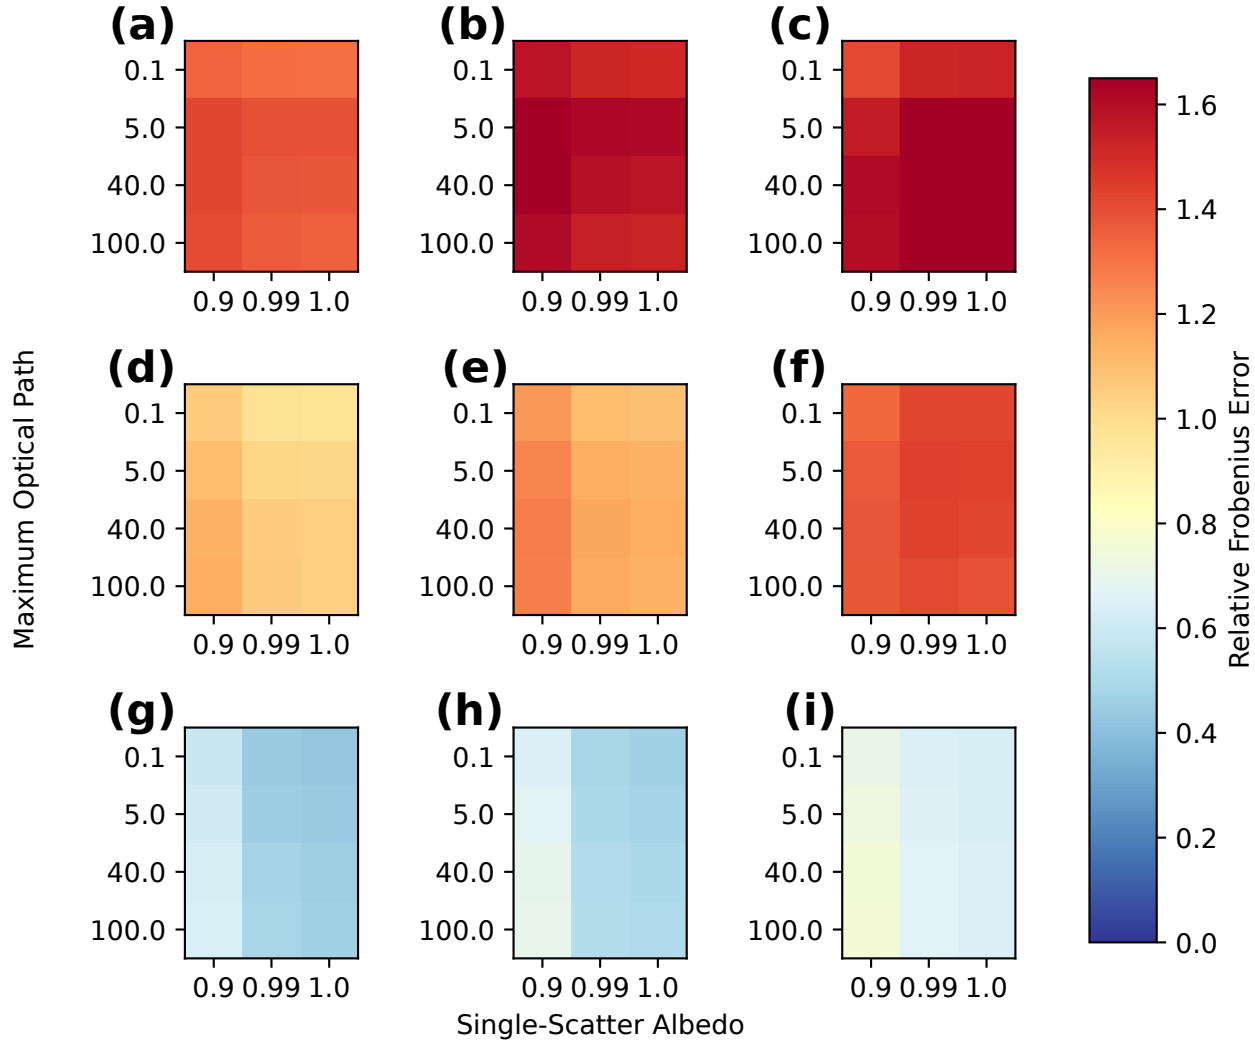 (a)
0.1
5.0
40.0
100.0
0.9 0.99 1.0
(b)
0.1
5.0
40.0
100.0
0.9 0.99 1.0
(c)
0.1
5.0
40.0
100.0
0.9 0.99 1.0
(d)
0.1
5.0
40.0
100.0
0.9 0.99 1.0
(e)
0.1
5.0
40.0
100.0
0.9 0.99 1.0
(f)
0.1
5.0
40.0
100.0
0.9 0.99 1.0
(g)
0.1
5.0
40.0
100.0
0.9 0.99 1.0
(h)
0.1
5.0
40.0
100.0
0.9 0.99 1.0
(i)
0.1
5.0
40.0
100.0
0.9 0.99 1.0
Maximum Optical Path
Single-Scatter Albedo
1.6
1.4
1.2
1.0
0.8
0.6
0.4
0.2
0.0
Relative Frobenius Error